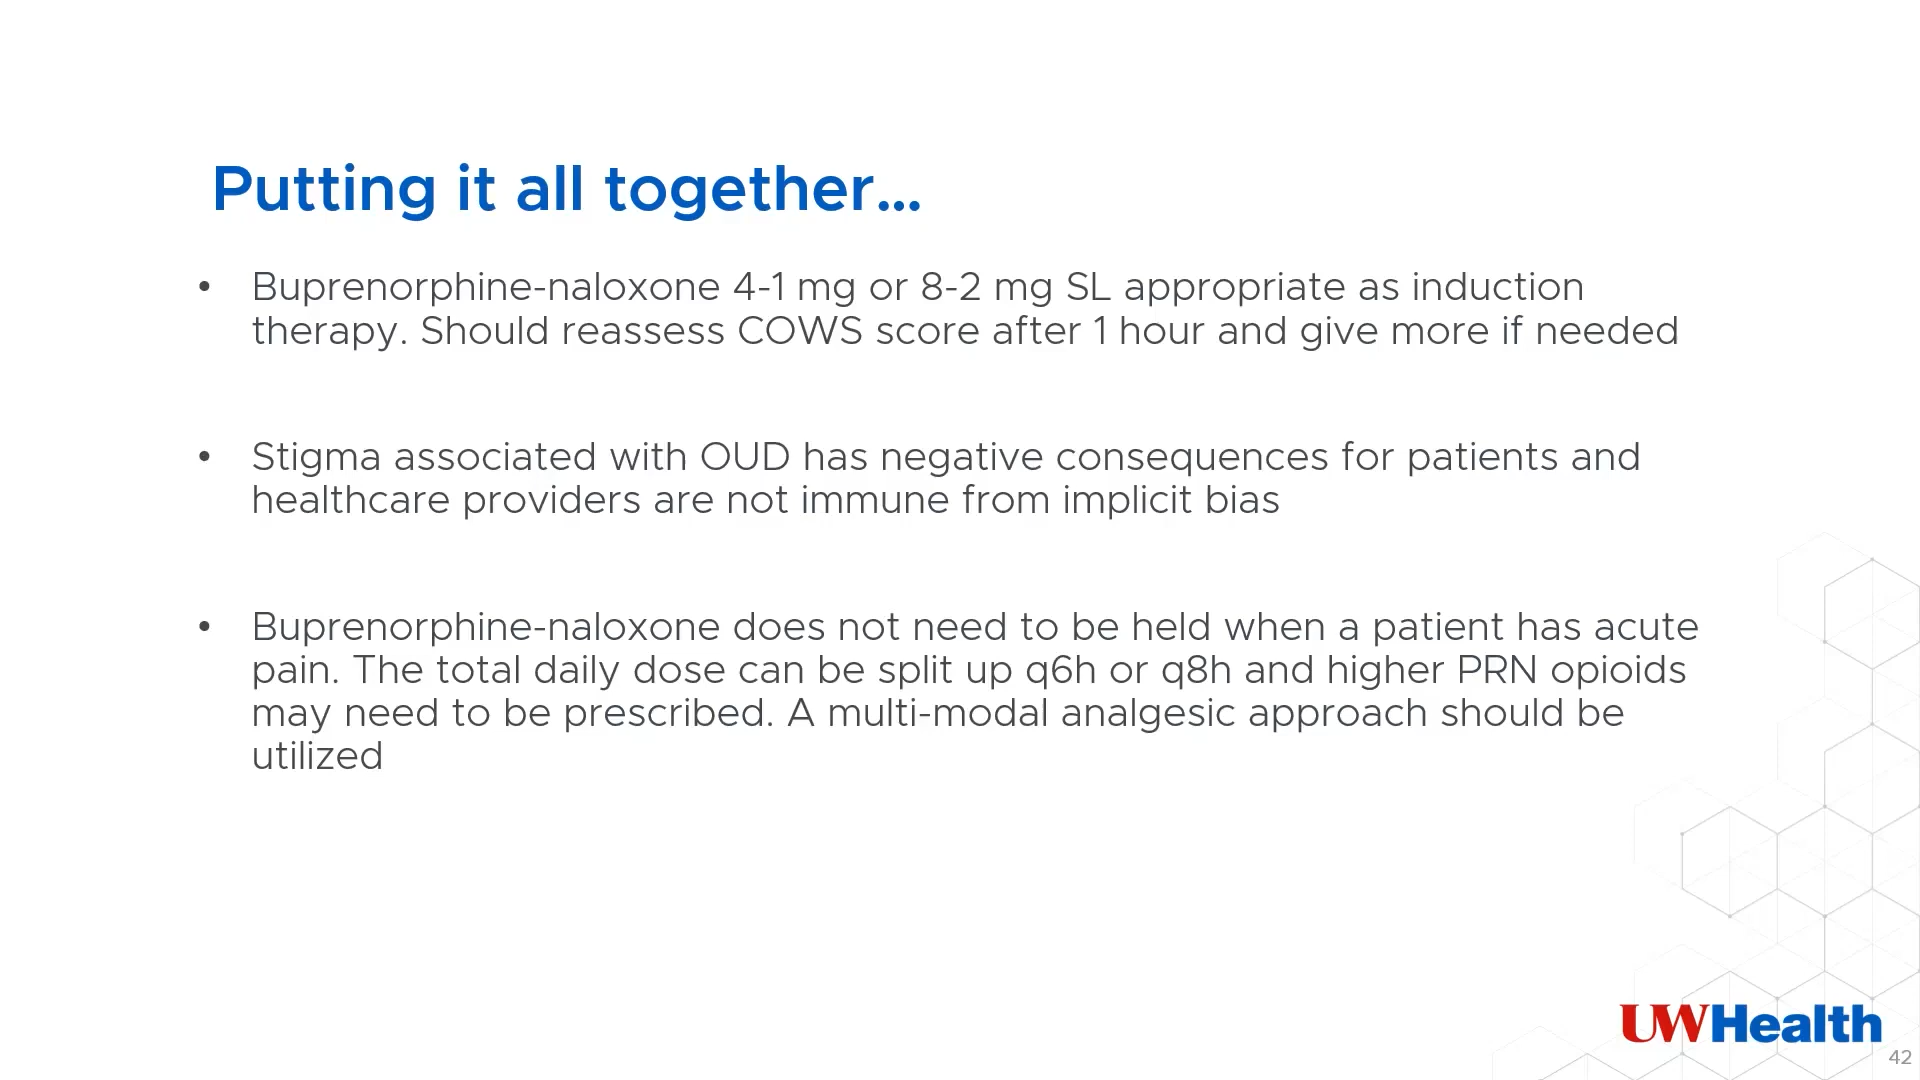 Putting it all together...
• Buprenorphine-naloxone 4-1 mg or 8-2 mg SL appropriate as induction
therapy. Should reassess COWS score after 1 hour and give more if needed
• Stigma associated with OUD has negative consequences for patients and
healthcare providers are not immune from implicit bias
• Buprenorphine-naloxone does not need to be held when a patient has acute
pain. The total daily dose can be split up q6h or q8h and higher PRN opioids
may need to be prescribed. A multi-modal analgesic approach should be
utilized
UWHealth
42